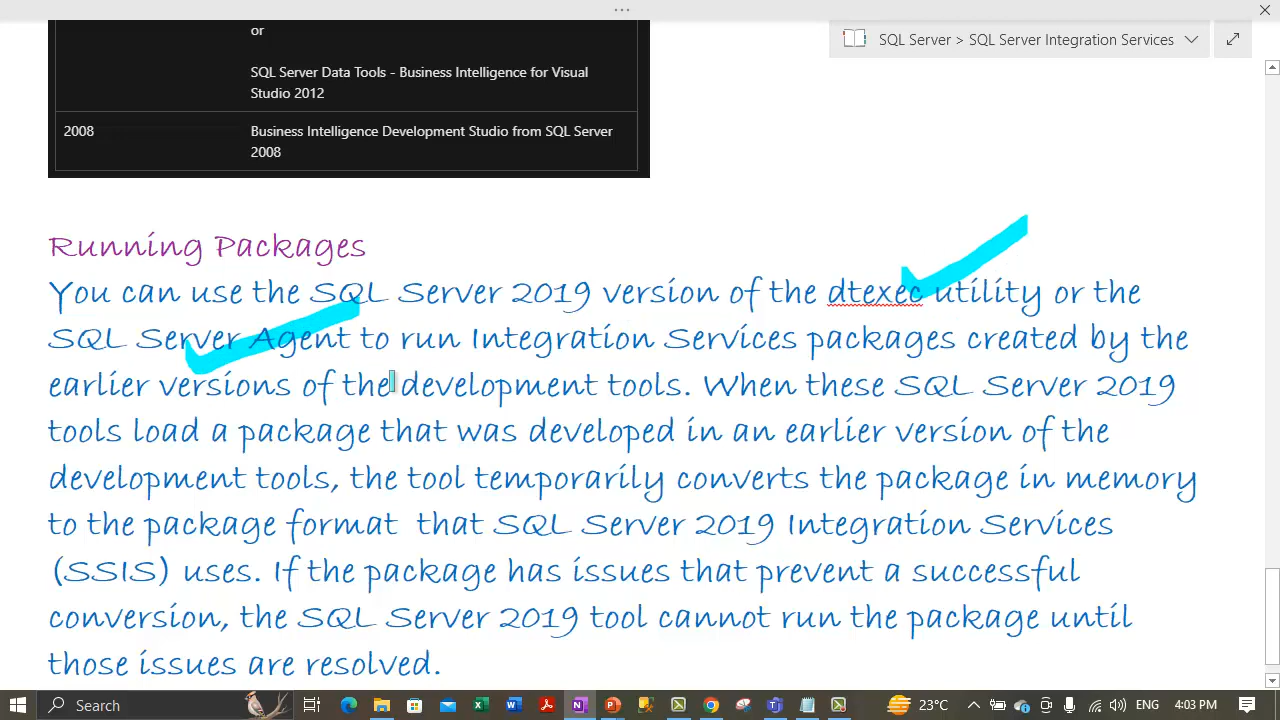 SQL Server > SQL Server Integration Services
or
SQL Server Data Tools - Business Intelligence for Visual
Studio 2012
2008 Business Intelligence Development Studio from SQL Server
2008
Running Packages
You can use the SQL Server 2019 version of the dtexec utility or the
SQL Server Agent to run Integration Services packages created by the
earlier versions of the development tools. When these SQL Server 2019
tools load a package that was developed in an earlier version of the
development tools, the tool temporarily converts the package in memory
to the package format that SQL Server 2019 Integration Services
(SSIS) uses. If the package has issues that prevent a successful
conversion, the SQL Server 2019 tool cannot run the package until
those issues are resolved.
Search 23°C ENG 4:03 PM